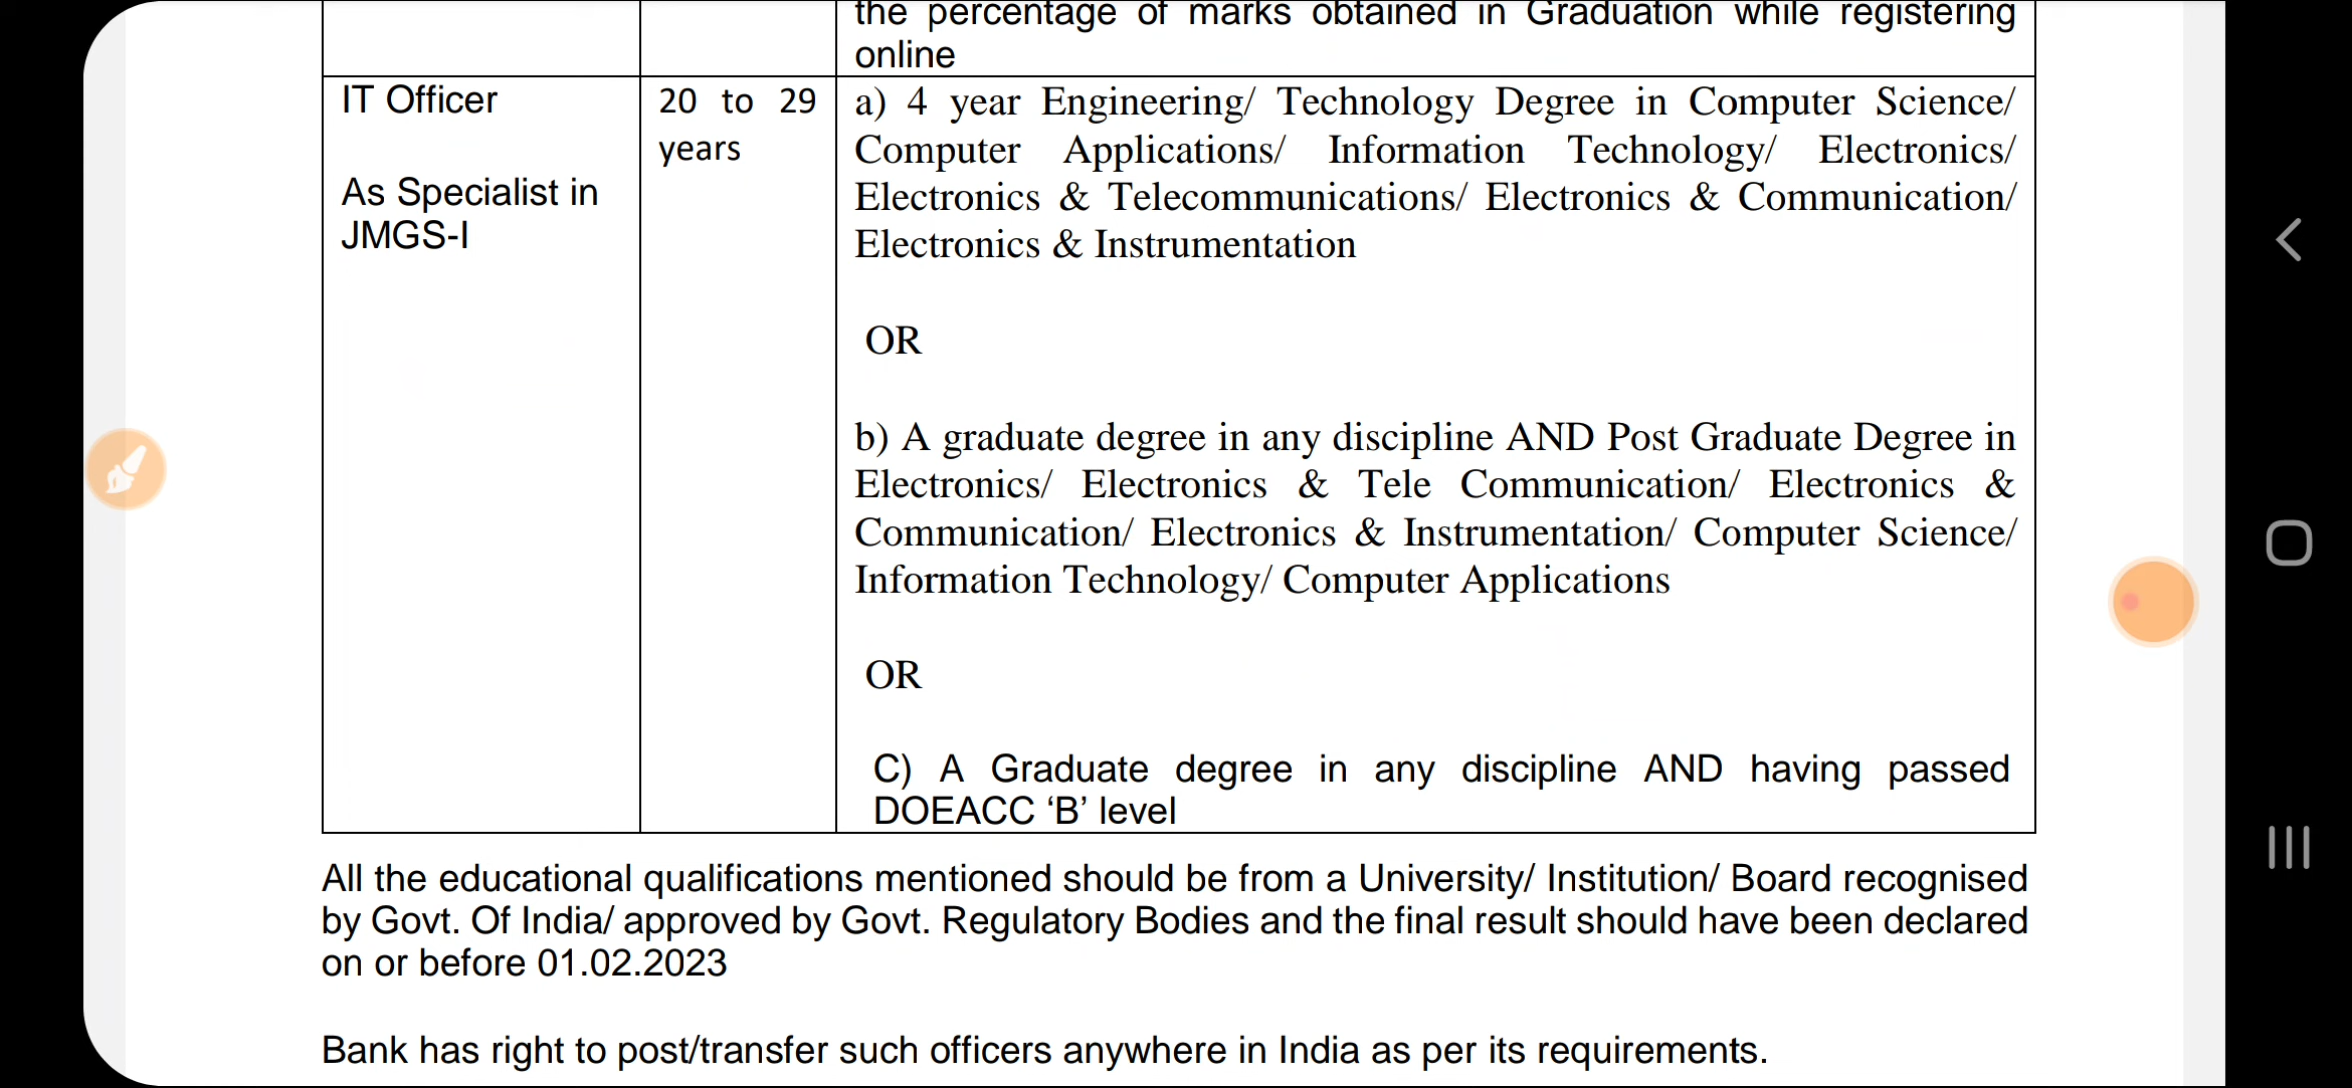 the percentage of marks obtained in Graduation while registering
online
IT Officer
As Specialist in
JMGS-I
20 to 29
years
a) 4 year Engineering/ Technology Degree in Computer Science/
Computer Applications/ Information Technology/ Electronics/
Electronics & Telecommunications/ Electronics & Communication/
Electronics & Instrumentation
OR
b) A graduate degree in any discipline AND Post Graduate Degree in
Electronics/ Electronics & Tele Communication/ Electronics &
Communication/ Electronics & Instrumentation/ Computer Science/
Information Technology/ Computer Applications
OR
C) A Graduate degree in any discipline AND having passed
DOEACC ‘B’ level
All the educational qualifications mentioned should be from a University/ Institution/ Board recognised
by Govt. Of India/ approved by Govt. Regulatory Bodies and the final result should have been declared
on or before 01.02.2023
Bank has right to post/transfer such officers anywhere in India as per its requirements.